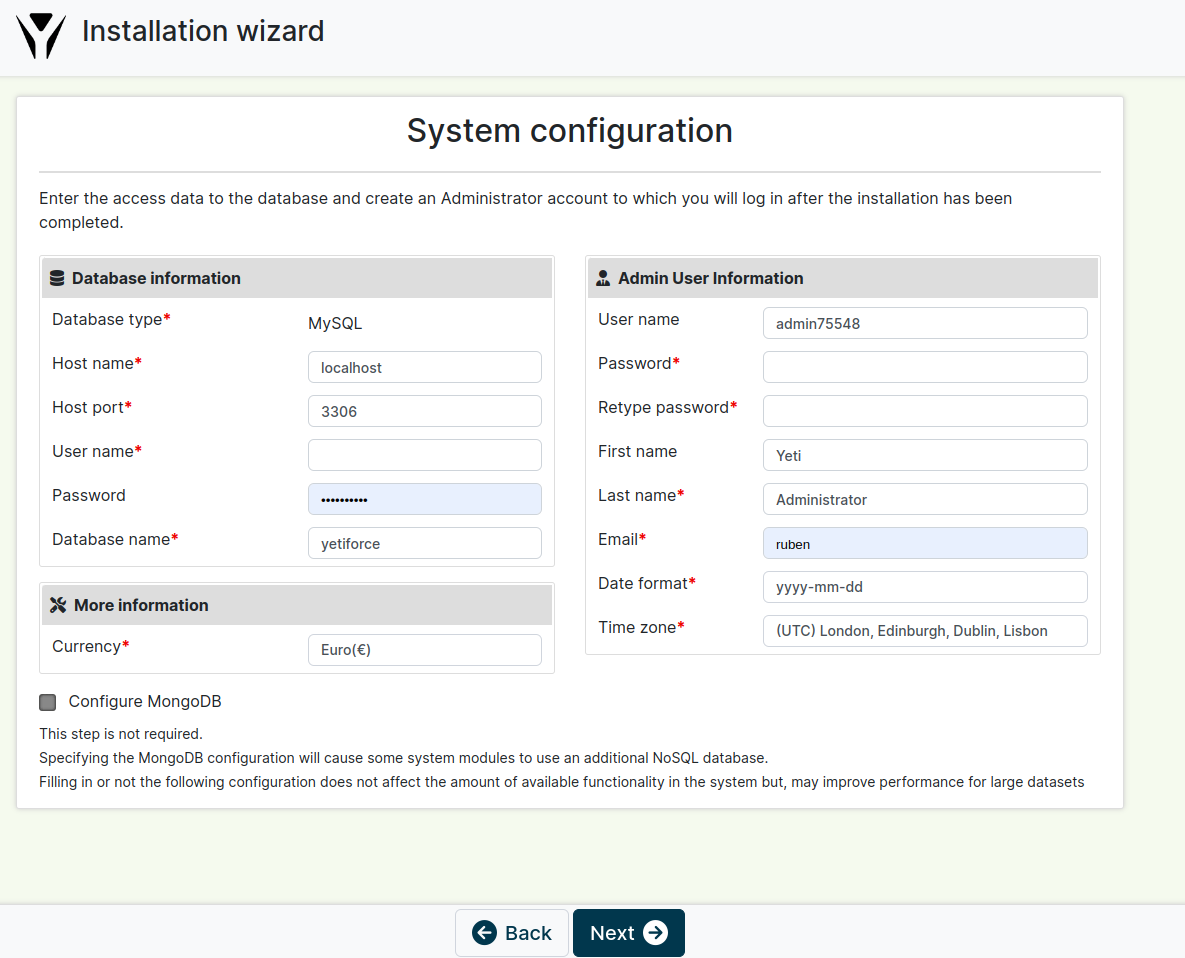 Installation wizard
System configuration
Enter the access data to the database and create an Administrator account to which you will log in after the installation has been
completed.
Database information
Database type*
MySQL
Host name*
localhost
Host port*
3306
User name*
Password
••••••••••
Database name*
yetiforce
More information
Currency*
Euro(€)
Admin User Information
User name
admin75548
Password*
Retype password*
First name
Yeti
Last name*
Administrator
Email*
ruben
Date format*
yyyy-mm-dd
Time zone*
(UTC) London, Edinburgh, Dublin, Lisbon
Configure MongoDB
This step is not required.
Specifying the MongoDB configuration will cause some system modules to use an additional NoSQL database.
Filling in or not the following configuration does not affect the amount of available functionality in the system but, may improve performance for large datasets
Back
Next